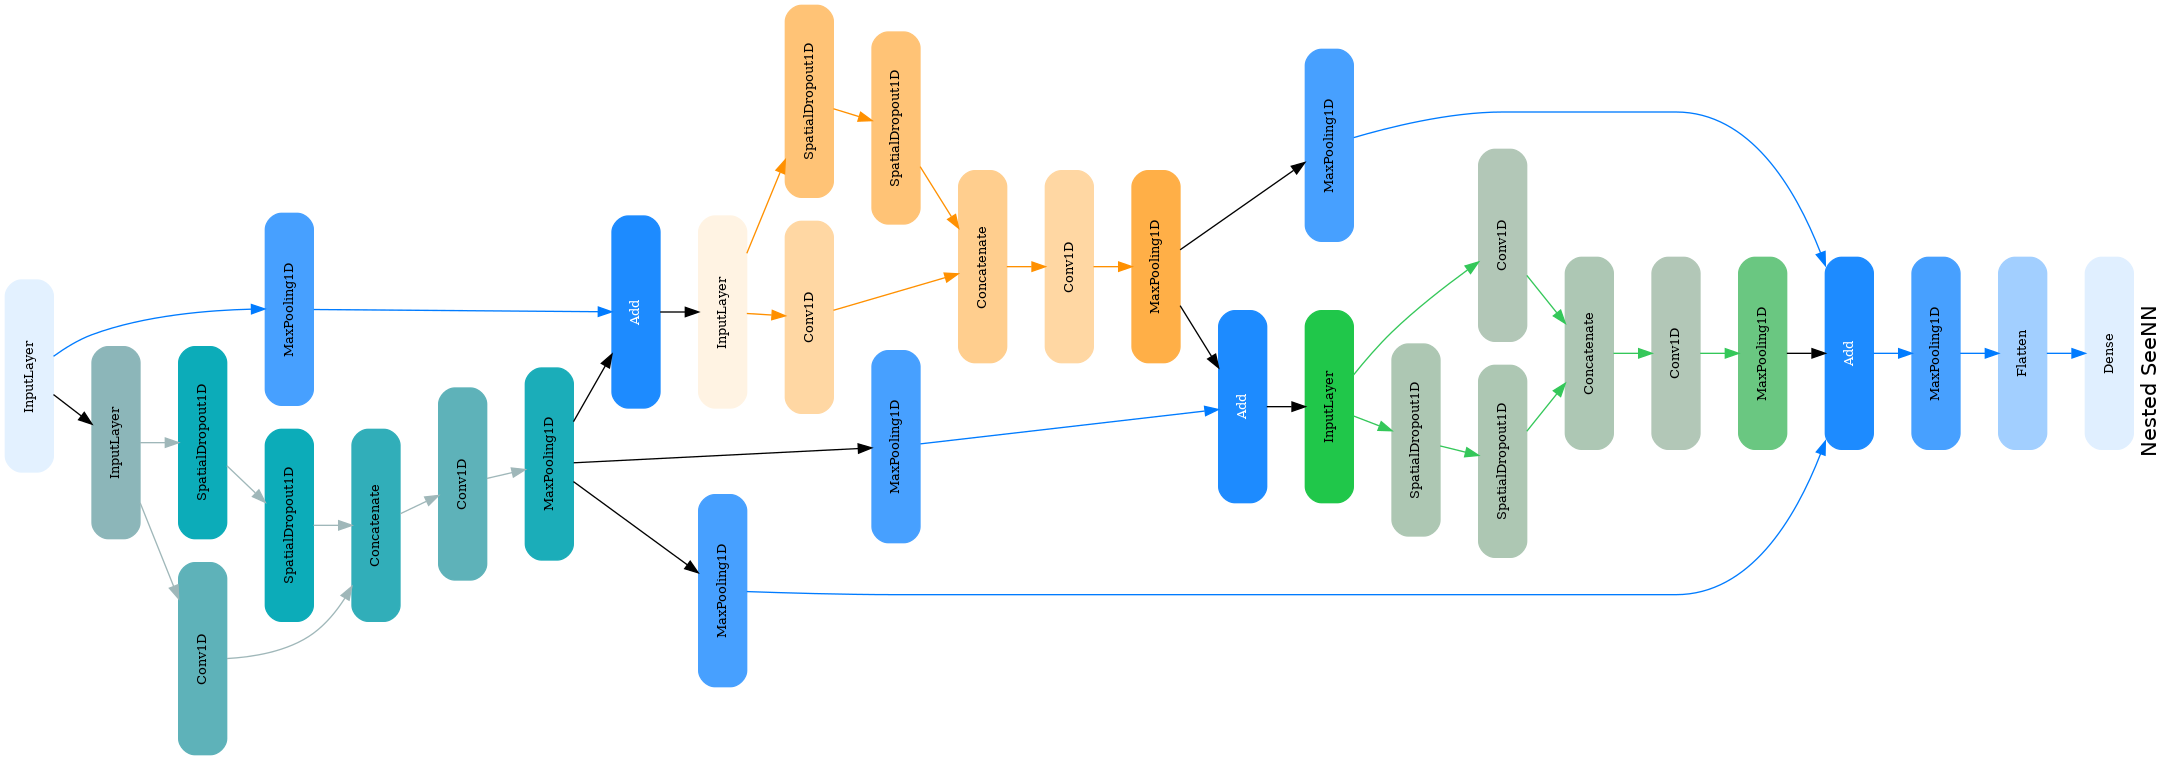 InputLayer
InputLayer
SpatialDropout1D
Conv1D
MaxPooling1D
SpatialDropout1D
Concatenate
Conv1D
MaxPooling1D
Add
InputLayer
MaxPooling1D
SpatialDropout1D
Conv1D
SpatialDropout1D
MaxPooling1D
Concatenate
Conv1D
MaxPooling1D
Add
MaxPooling1D
InputLayer
SpatialDropout1D
Conv1D
SpatialDropout1D
Concatenate
Conv1D
MaxPooling1D
Add
MaxPooling1D
Flatten
Dense
Nested SeeNN